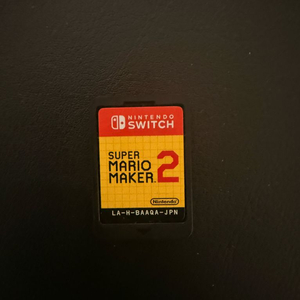 NINTENDO
SWITCH
SUPER
MARIO
MAKER 2
Nintendo
LA-H-BAAQA-JPN